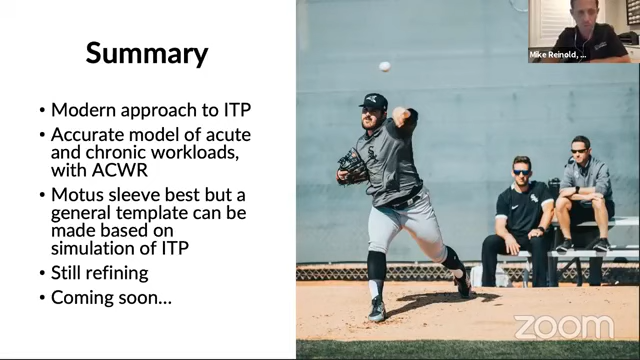 Summary
• Modern approach to ITP
• Accurate model of acute
and chronic workloads,
with ACWR
• Motus sleeve best but a
general template can be
made based on
simulation of ITP
• Still refining
• Coming soon...
Mike Reinold, ...
zoom